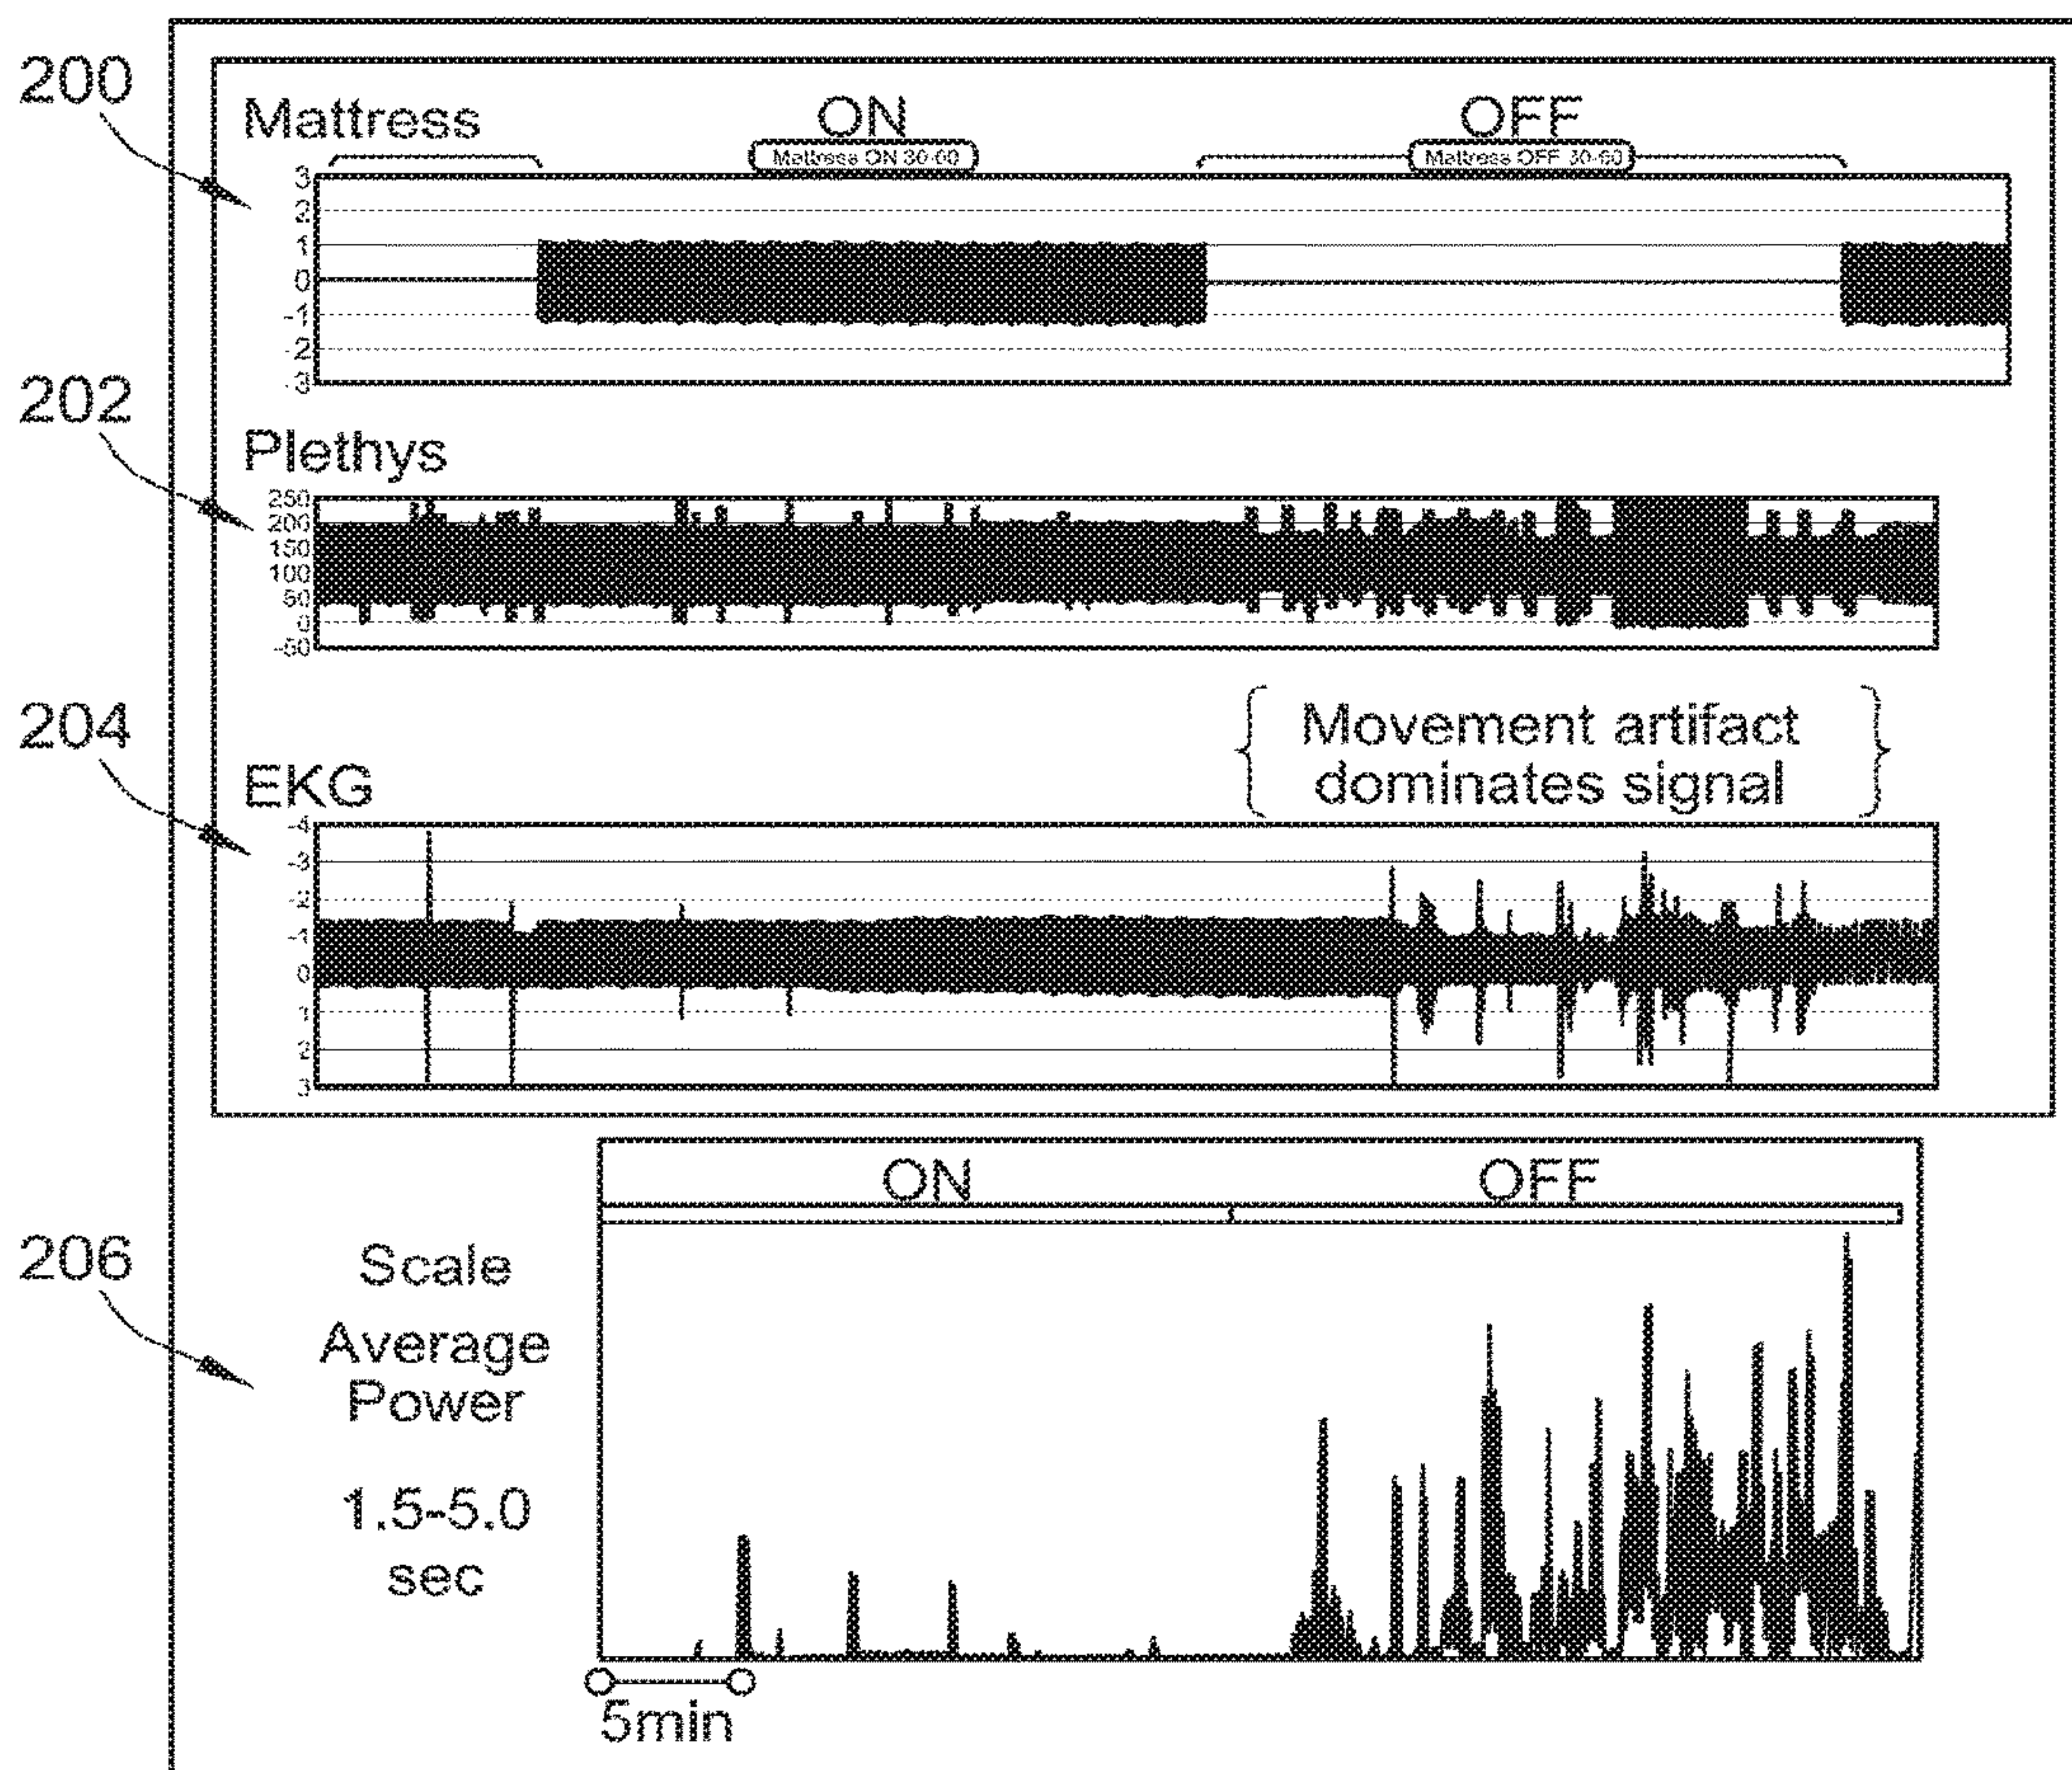 200
Mattress
ON
OFF
Mattress ON 30-60
Mattress OFF 30-60
3
2
1
0
-1
-2
-3
202
Plethys
250
200
150
100
50
0
-50
204
Movement artifact
dominates signal
EKG
-4
-3
-2
-1
0
1
2
3
ON
OFF
206
Scale
Average
Power
1.5-5.0
sec
5min